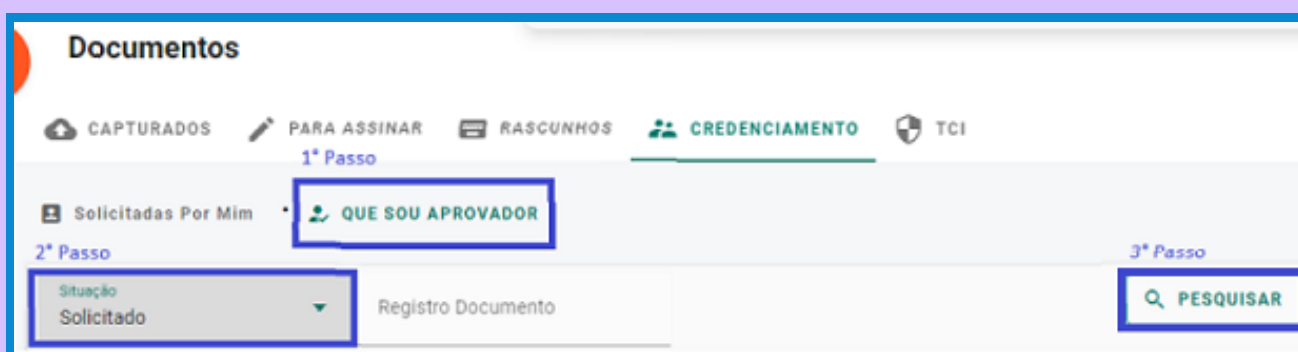 Documentos
CAPTURADOS PARA ASSINAR RASCUNHOS CREDENCIAMENTO TCI
1° Passo
Solicitadas Por Mim QUE SOU APROVADOR
2° Passo 3° Passo
Situação
Solicitado Registro Documento PESQUISAR